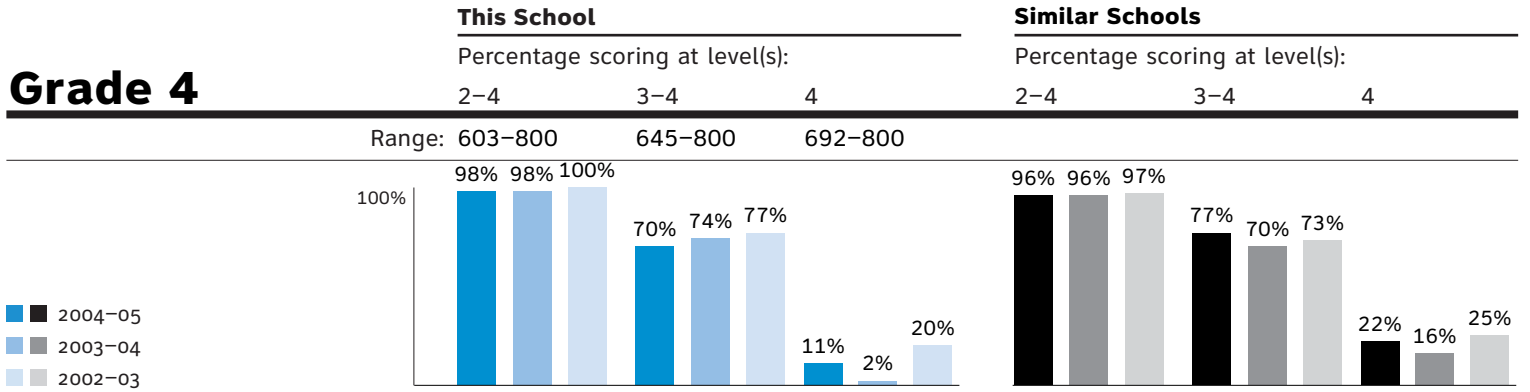 This School Similar Schools
Percentage scoring at level(s): Percentage scoring at level(s):
Grade 4 2–4 3–4 4 2–4 3–4 4
Range: 603–800 645–800 692–800
100% 98% 98% 100% 70% 74% 77% 11% 2% 20% 96% 96% 97% 77% 70% 73% 22% 16% 25%
2004–05
2003–04
2002–03